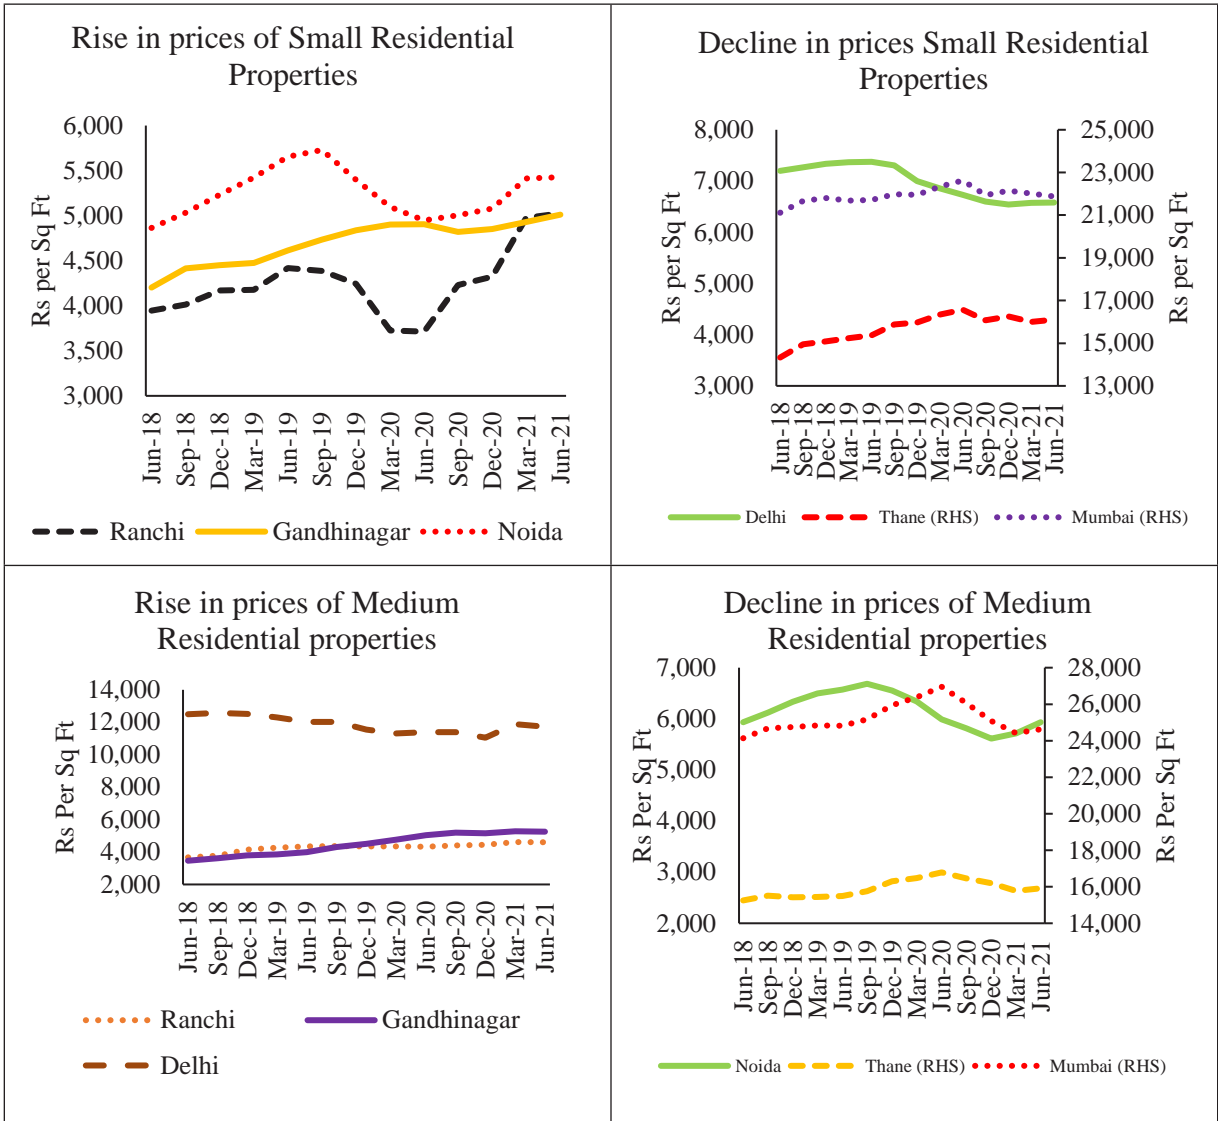 Rise in prices of Small Residential
Properties
Rs per Sq Ft
6,000
5,500
5,000
4,500
4,000
3,500
3,000
Jun-18
Sep-18
Dec-18
Mar-19
Jun-19
Sep-19
Dec-19
Mar-20
Jun-20
Sep-20
Dec-20
Mar-21
Jun-21
Ranchi Gandhinagar Noida
Decline in prices Small Residential
Properties
Rs per Sq Ft
8,000
7,000
6,000
5,000
4,000
3,000
25,000
23,000
21,000
19,000
17,000
15,000
13,000
Rs per Sq Ft
Jun-18
Sep-18
Dec-18
Mar-19
Jun-19
Sep-19
Dec-19
Mar-20
Jun-20
Sep-20
Dec-20
Mar-21
Jun-21
Delhi Thane (RHS) Mumbai (RHS)
Rise in prices of Medium
Residential properties
Rs Per Sq Ft
14,000
12,000
10,000
8,000
6,000
4,000
2,000
Jun-18
Sep-18
Dec-18
Mar-19
Jun-19
Sep-19
Dec-19
Mar-20
Jun-20
Sep-20
Dec-20
Mar-21
Jun-21
Ranchi Gandhinagar
Delhi
Decline in prices of Medium
Residential properties
Rs Per Sq Ft
7,000
6,000
5,000
4,000
3,000
2,000
28,000
26,000
24,000
22,000
20,000
18,000
16,000
14,000
Rs Per Sq Ft
Jun-18
Sep-18
Dec-18
Mar-19
Jun-19
Sep-19
Dec-19
Mar-20
Jun-20
Sep-20
Dec-20
Mar-21
Jun-21
Noida Thane (RHS) Mumbai (RHS)